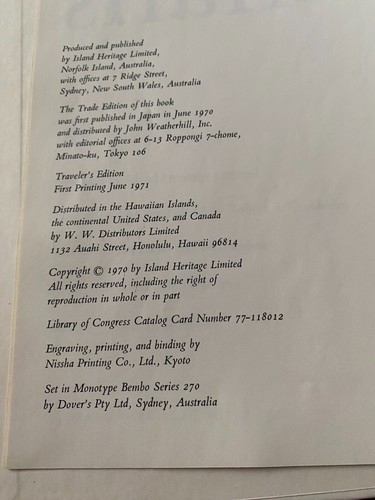 Produced and published
by Island Heritage Limited,
Norfolk Island, Australia,
with offices at 7 Ridge Street,
Sydney, New South Wales, Australia
The Trade Edition of this book
was first published in Japan in June 1970
and distributed by John Weatherhill, Inc.
with editorial offices at 6-13 Roppongi 7-chome,
Minato-ku, Tokyo 106
Traveler's Edition
First Printing June 1971
Distributed in the Hawaiian Islands,
the continental United States, and Canada
by W. W. Distributors Limited
1132 Auahi Street, Honolulu, Hawaii 96814
Copyright © 1970 by Island Heritage Limited
All rights reserved, including the right of
reproduction in whole or in part
Library of Congress Catalog Card Number 77-118012
Engraving, printing, and binding by
Nissha Printing Co., Ltd., Kyoto
Set in Monotype Bembo Series 270
by Dover's Pty Ltd, Sydney, Australia